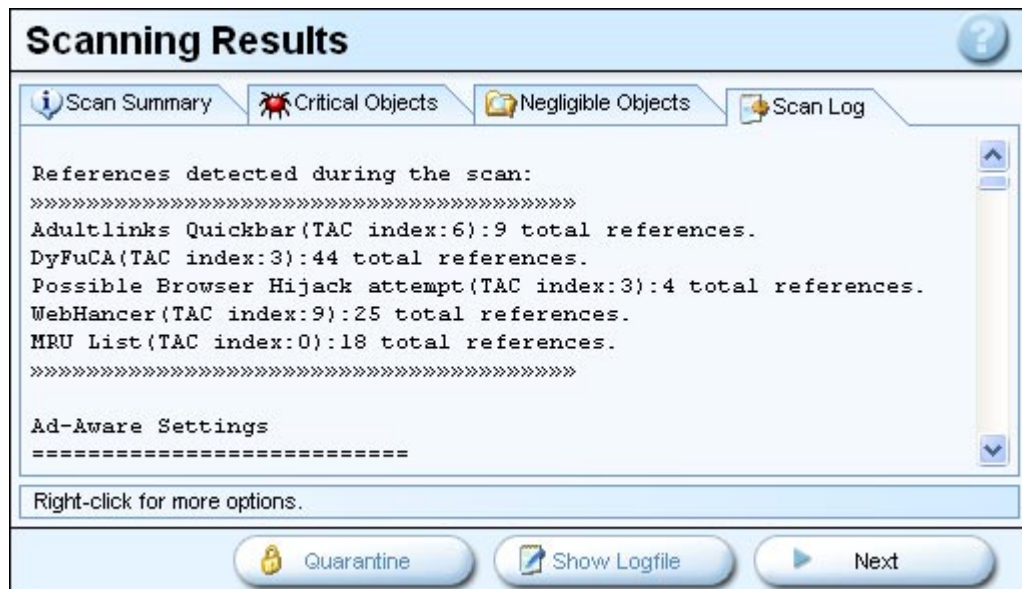 Scanning Results
?
Scan Summary Critical Objects Negligible Objects Scan Log
References detected during the scan:
»»»»»»»»»»»»»»»»»»»»»»»»»»»»»»»»»»»»»»»
Adultlinks Quickbar(TAC index:6):9 total references.
DyFuCA(TAC index:3):44 total references.
Possible Browser Hijack attempt(TAC index:3):4 total references.
WebHancer(TAC index:9):25 total references.
MRU List(TAC index:0):18 total references.
»»»»»»»»»»»»»»»»»»»»»»»»»»»»»»»»»»»»»»»
Ad-Aware Settings
===========================
Right-click for more options.
Quarantine Show Logfile Next